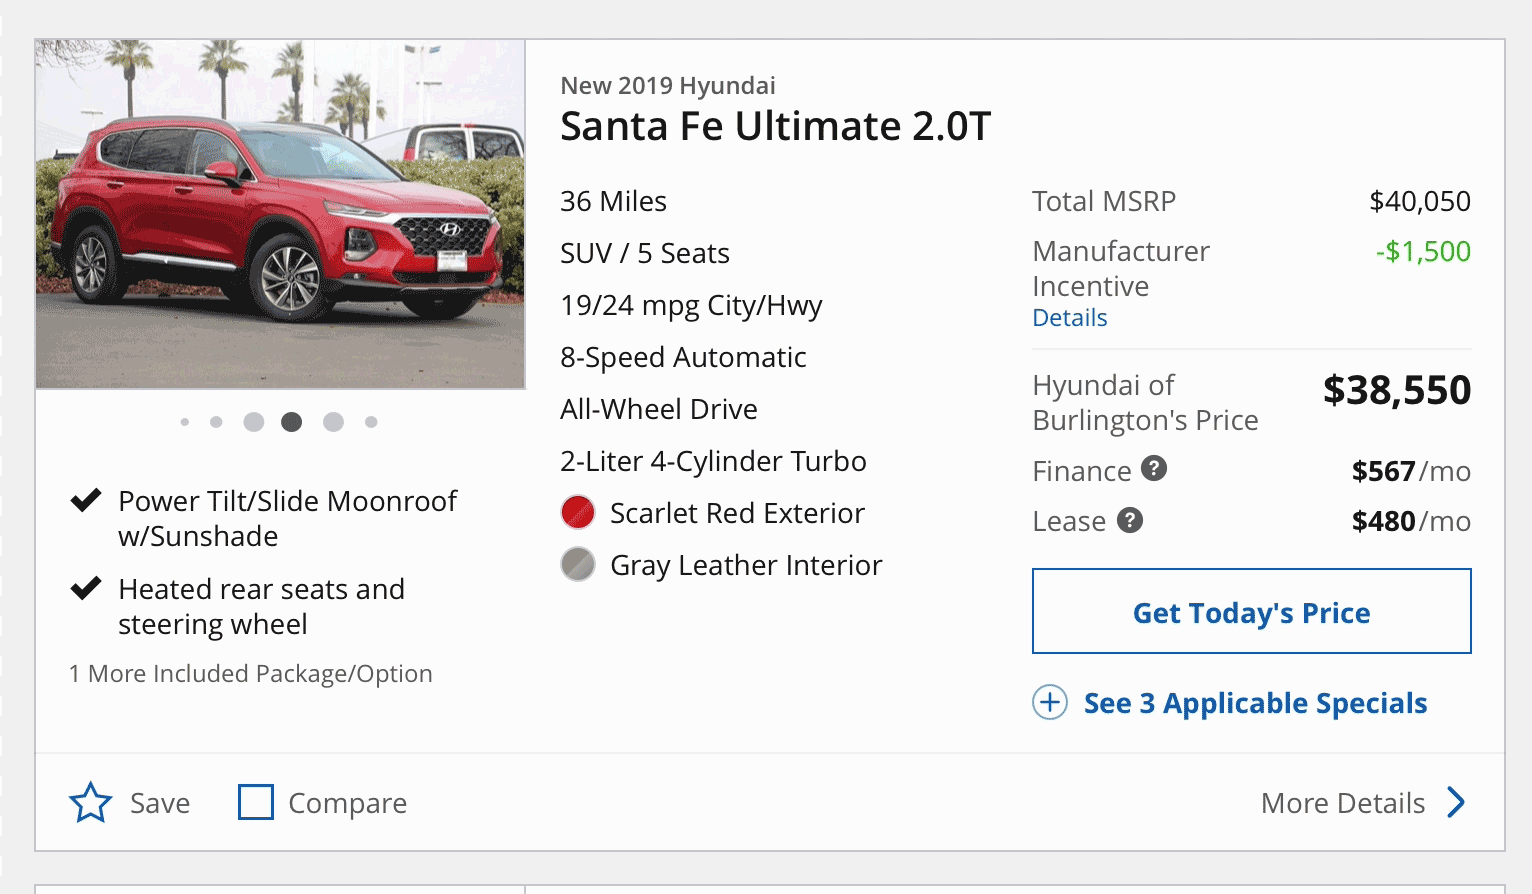 New 2019 Hyundai
Santa Fe Ultimate 2.0T
36 Miles
SUV / 5 Seats
19/24 mpg City/Hwy
8-Speed Automatic
All-Wheel Drive
2-Liter 4-Cylinder Turbo
Scarlet Red Exterior
Gray Leather Interior
Total MSRP $40,050
Manufacturer -$1,500
Incentive
Details
Hyundai of $38,550
Burlington's Price
Finance ? $567/mo
Lease ? $480/mo
Get Today's Price
See 3 Applicable Specials
Power Tilt/Slide Moonroof
w/Sunshade
Heated rear seats and
steering wheel
1 More Included Package/Option
Save
Compare
More Details